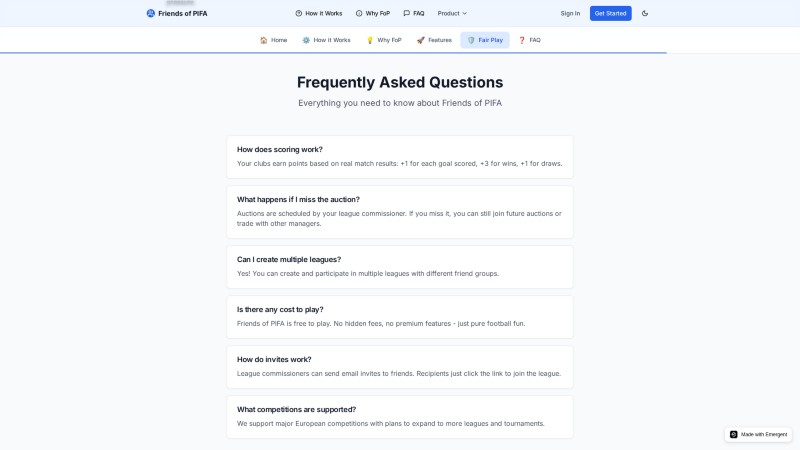 Friends of PIFA
How It Works
Why FoP
FAQ
Product
Sign In
Get Started
Home
How It Works
Why FoP
Features
Fair Play
FAQ
Frequently Asked Questions
Everything you need to know about Friends of PIFA
How does scoring work?
Your clubs earn points based on real match results: +1 for each goal scored, +3 for wins, +1 for draws.
What happens if I miss the auction?
Auctions are scheduled by your league commissioner. If you miss it, you can still join future auctions or
trade with other managers.
Can I create multiple leagues?
Yes! You can create and participate in multiple leagues with different friend groups.
Is there any cost to play?
Friends of PIFA is free to play. No hidden fees, no premium features - just pure football fun.
How do invites work?
League commissioners can send email invites to friends. Recipients just click the link to join the league.
What competitions are supported?
We support major European competitions with plans to expand to more leagues and tournaments.
Made with Emergent